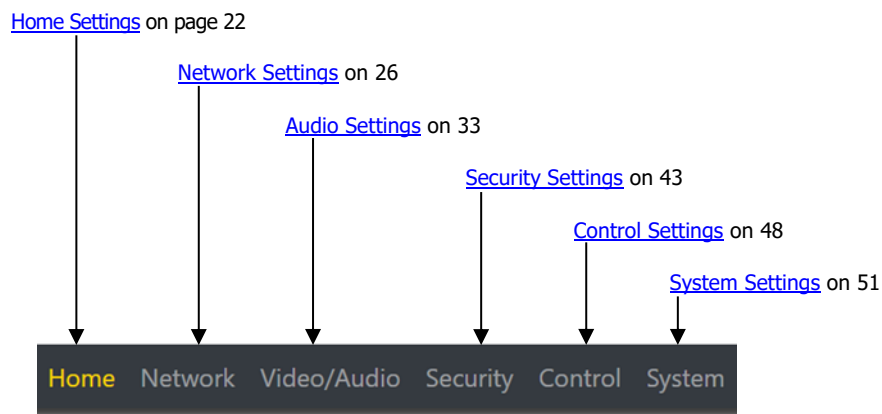 Home Settings on page 22
Network Settings on 26
Audio Settings on 33
Security Settings on 43
Control Settings on 48
System Settings on 51
Home Network Video/Audio Security Control System